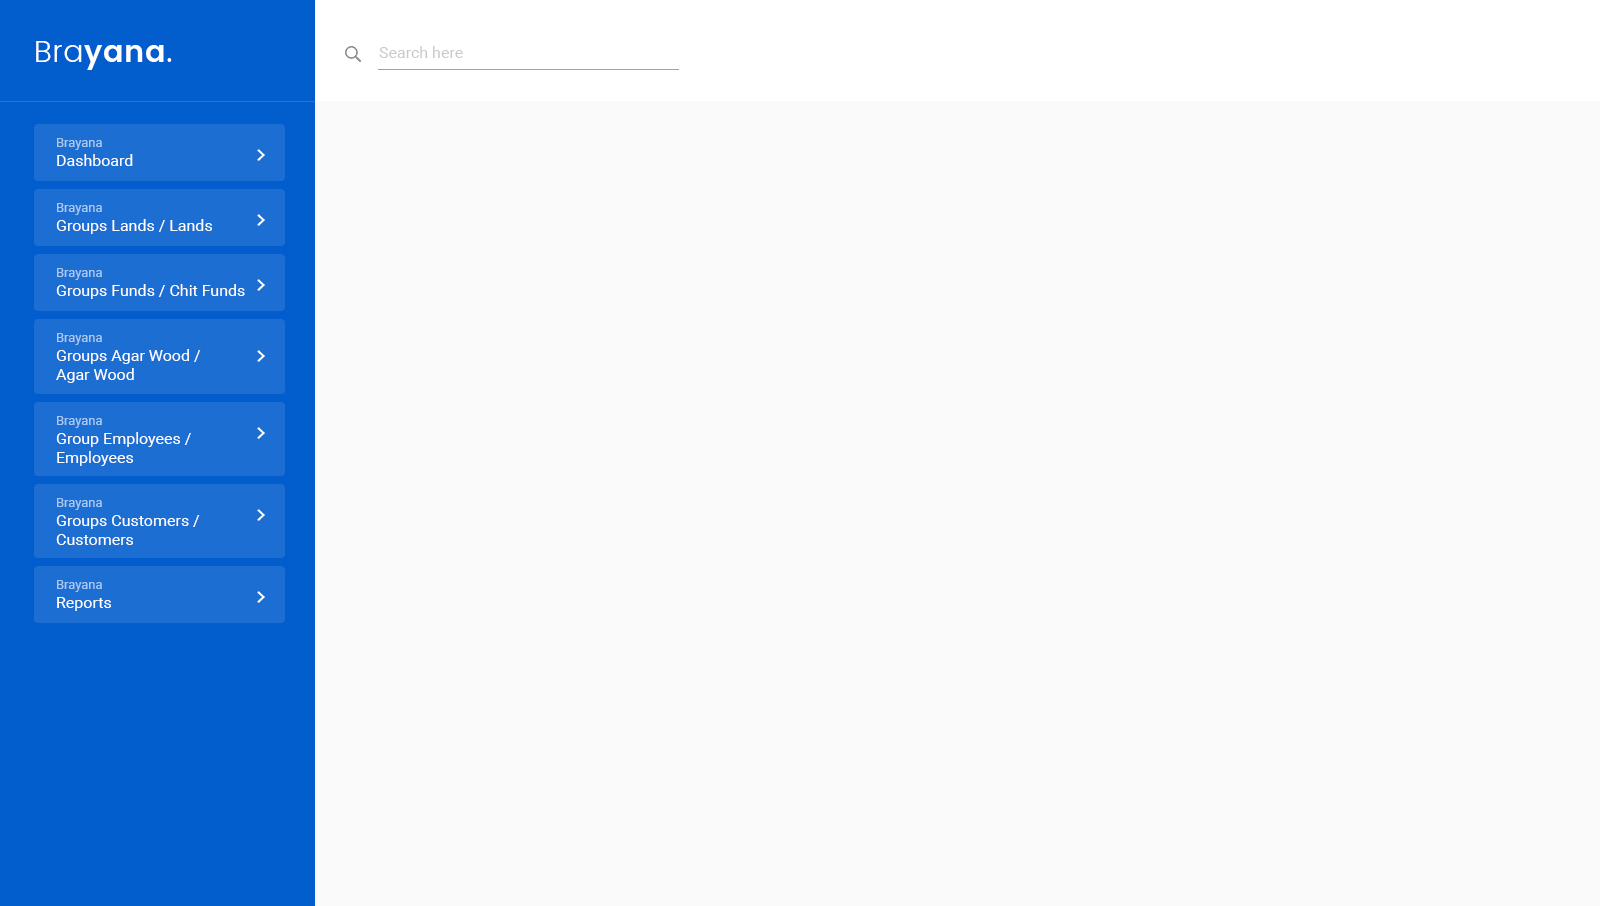 Brayana.
Search here
Brayana
Dashboard
Brayana
Groups Lands / Lands
Brayana
Groups Funds / Chit Funds
Brayana
Groups Agar Wood /
Agar Wood
Brayana
Group Employees /
Employees
Brayana
Groups Customers /
Customers
Brayana
Reports